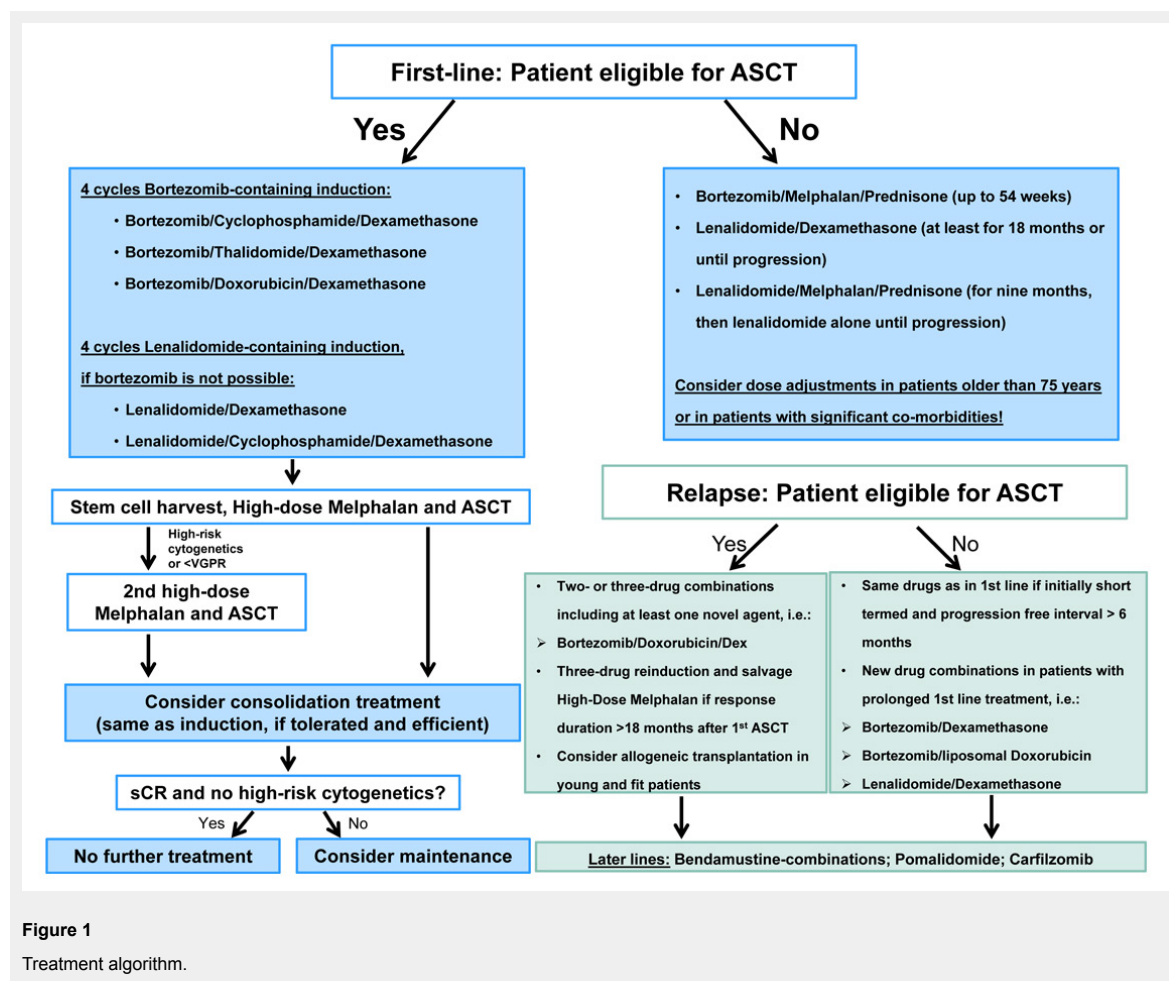 First-line: Patient eligible for ASCT
Yes
No
4 cycles Bortezomib-containing induction:
• Bortezomib/Cyclophosphamide/Dexamethasone
• Bortezomib/Thalidomide/Dexamethasone
• Bortezomib/Doxorubicin/Dexamethasone
4 cycles Lenalidomide-containing induction,
if bortezomib is not possible:
• Lenalidomide/Dexamethasone
• Lenalidomide/Cyclophosphamide/Dexamethasone
• Bortezomib/Melphalan/Prednisone (up to 54 weeks)
• Lenalidomide/Dexamethasone (at least for 18 months or
until progression)
• Lenalidomide/Melphalan/Prednisone (for nine months,
then lenalidomide alone until progression)
Consider dose adjustments in patients older than 75 years
or in patients with significant co-morbidities!
Stem cell harvest, High-dose Melphalan and ASCT
High-risk
cytogenetics
or <VGPR
2nd high-dose
Melphalan and ASCT
Consider consolidation treatment
(same as induction, if tolerated and efficient)
sCR and no high-risk cytogenetics?
Yes
No
No further treatment
Consider maintenance
Relapse: Patient eligible for ASCT
Yes
No
• Two- or three-drug combinations
including at least one novel agent, i.e.:
➢ Bortezomib/Doxorubicin/Dex
• Three-drug reinduction and salvage
High-Dose Melphalan if response
duration >18 months after 1st ASCT
• Consider allogeneic transplantation in
young and fit patients
• Same drugs as in 1st line if initially short
termed and progression free interval > 6
months
• New drug combinations in patients with
prolonged 1st line treatment, i.e.:
➢ Bortezomib/Dexamethasone
➢ Bortezomib/liposomal Doxorubicin
➢ Lenalidomide/Dexamethasone
Later lines: Bendamustine-combinations; Pomalidomide; Carfilzomib
Figure 1
Treatment algorithm.